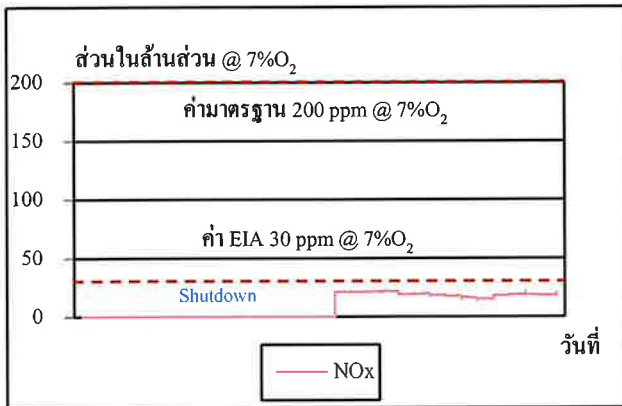 ส่วนในล้านส่วน @ 7%O₂
200
ค่ามาตรฐาน 200 ppm @ 7%O₂
150
100
ค่า EIA 30 ppm @ 7%O₂
50
Shutdown
0
วันที่
NOx